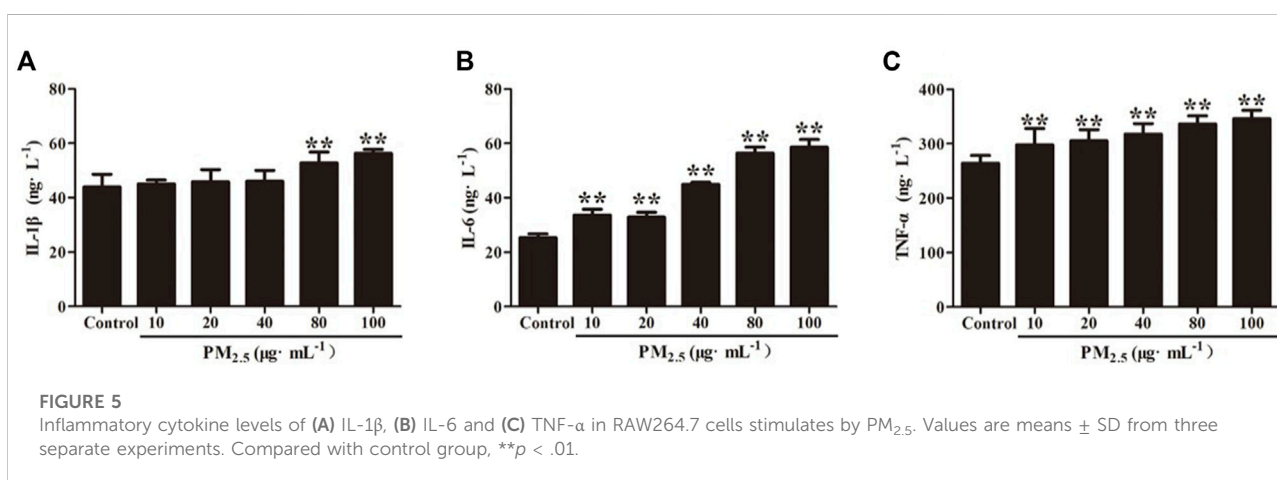 A
80
60
40
20
0
IL-1β (ng· L⁻¹)
** **
Control 10 20 40 80 100
PM₂.₅ (μg· mL⁻¹)
B
80
60
40
20
0
IL-6 (ng· L⁻¹)
** ** ** ** **
Control 10 20 40 80 100
PM₂.₅ (μg· mL⁻¹)
C
400
300
200
100
0
TNF-α (ng· L⁻¹)
** ** ** ** **
Control 10 20 40 80 100
PM₂.₅ (μg· mL⁻¹)
FIGURE 5
Inflammatory cytokine levels of (A) IL-1β, (B) IL-6 and (C) TNF-α in RAW264.7 cells stimulates by PM₂.₅. Values are means ± SD from three
separate experiments. Compared with control group, **p < .01.